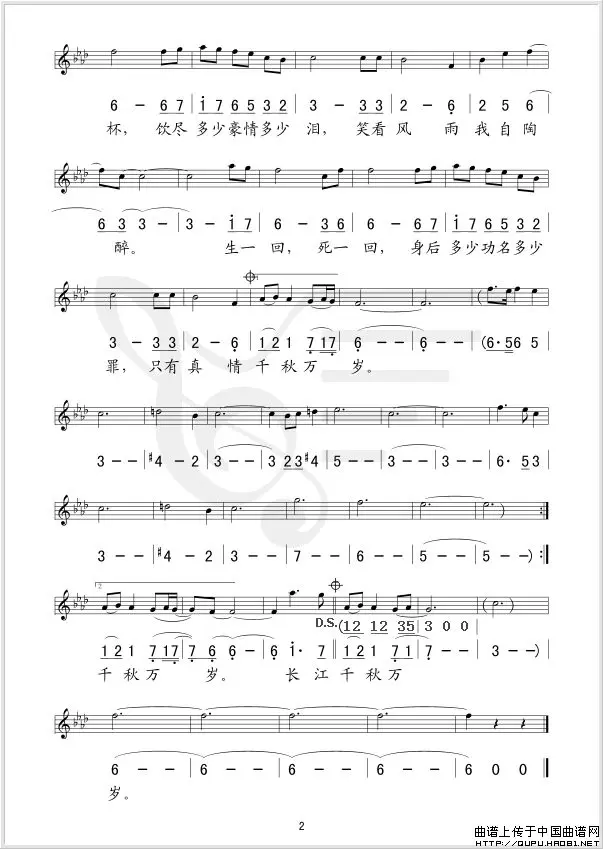 6 – 6 7 | i 7 6 5 3 2 | 3 – 3 3 | 2 – 6 | 2 5 6
杯， 饮尽 多少豪情多少 泪， 笑看 风 雨 我 自 陶
6 3 3 – | 3 – i 7 | 6 – 3 6 | 6 – 6 7 | i 7 6 5 3 2
醉。 生一 回， 死一 回， 身后 多少功名多少
3 – 3 3 | 2 – 6 | 1 2 1 7 1 7 | 6 – – | 6 – – | (6· 5 6 5
罪， 只有 真 情 千 秋 万 岁。
3 – – | #4 – 2 | 3 – – | 3 2 3 #4 | 5 – – | 3 – – | 3 – – | 6· 5 3
3 – – | #4 – 2 | 3 – – | 7 – – | 6 – – | 5 – – | 5 – – ) :||
2
D.S. (12 12 35 | 3 0 0
1 2 1 7 1 7 | 7 6 6 – | 6 i· 7 || 1 2 1 7 1 | 7 – – | 3 – – )
千 秋 万 岁。 长 江 千 秋 万
6 – – | 6 – – | 6 – – | 6 – – | 6 – – | 6 0 0 ||
岁。
2
曲谱上传于中国曲谱网
HTTP://QUPU.HAO81.NET